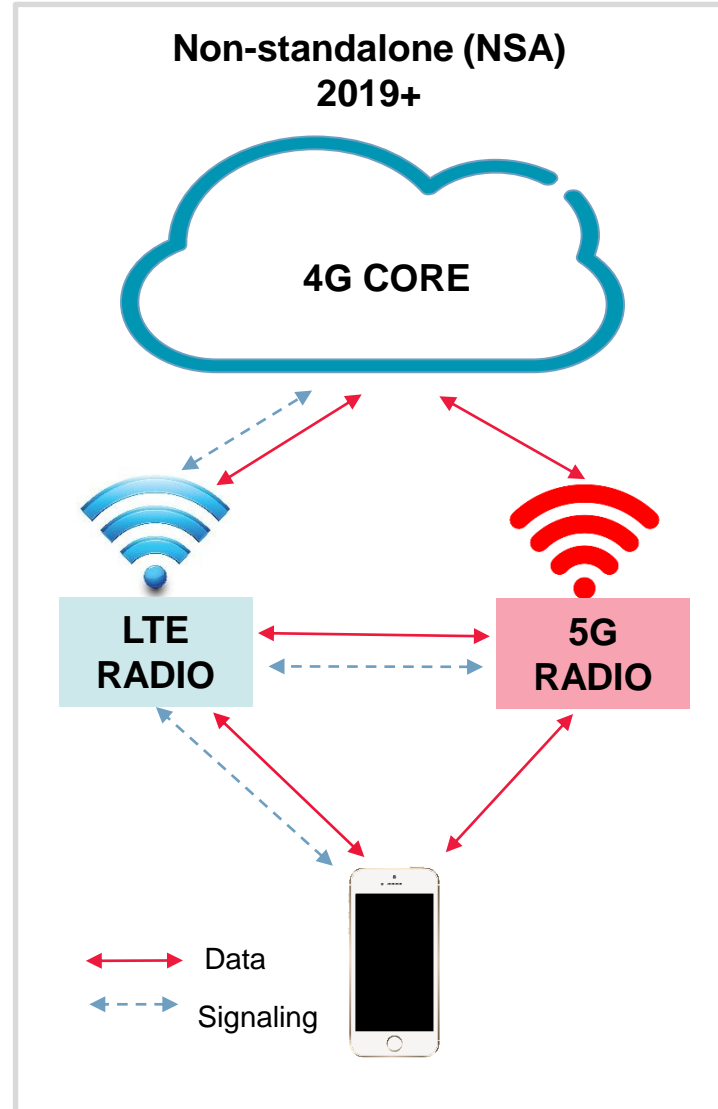 Non-standalone (NSA)
2019+
4G CORE
LTE
RADIO
5G
RADIO
Data
Signaling